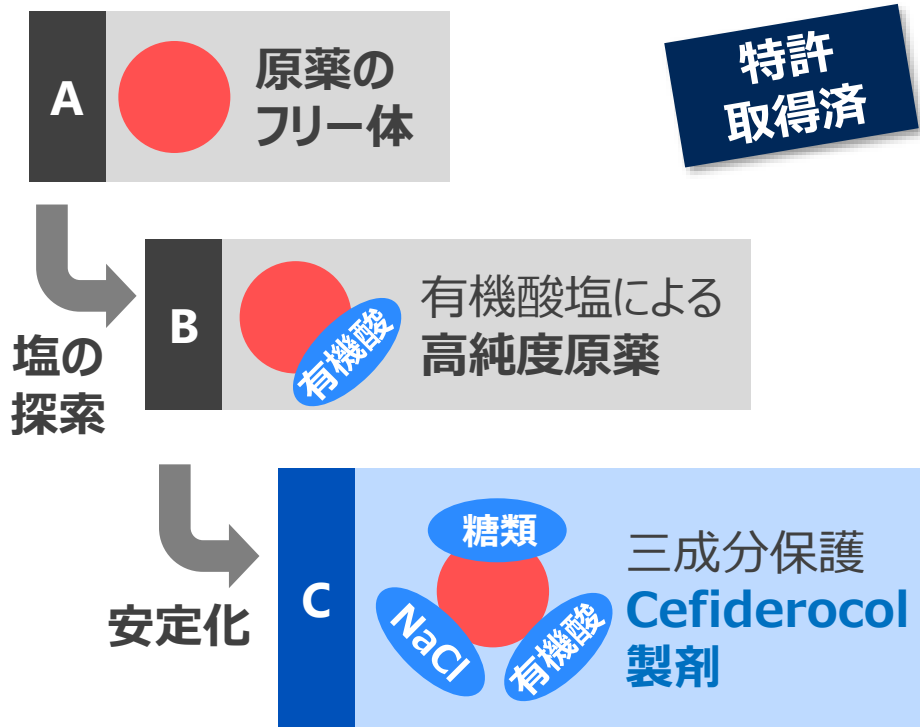 A
原薬の
フリー体
特許
取得済
塩の
探索
B
有機酸
有機酸塩による
高純度原薬
安定化
C
糖類
NaCl
有機酸
三成分保護
Cefiderocol
製剤